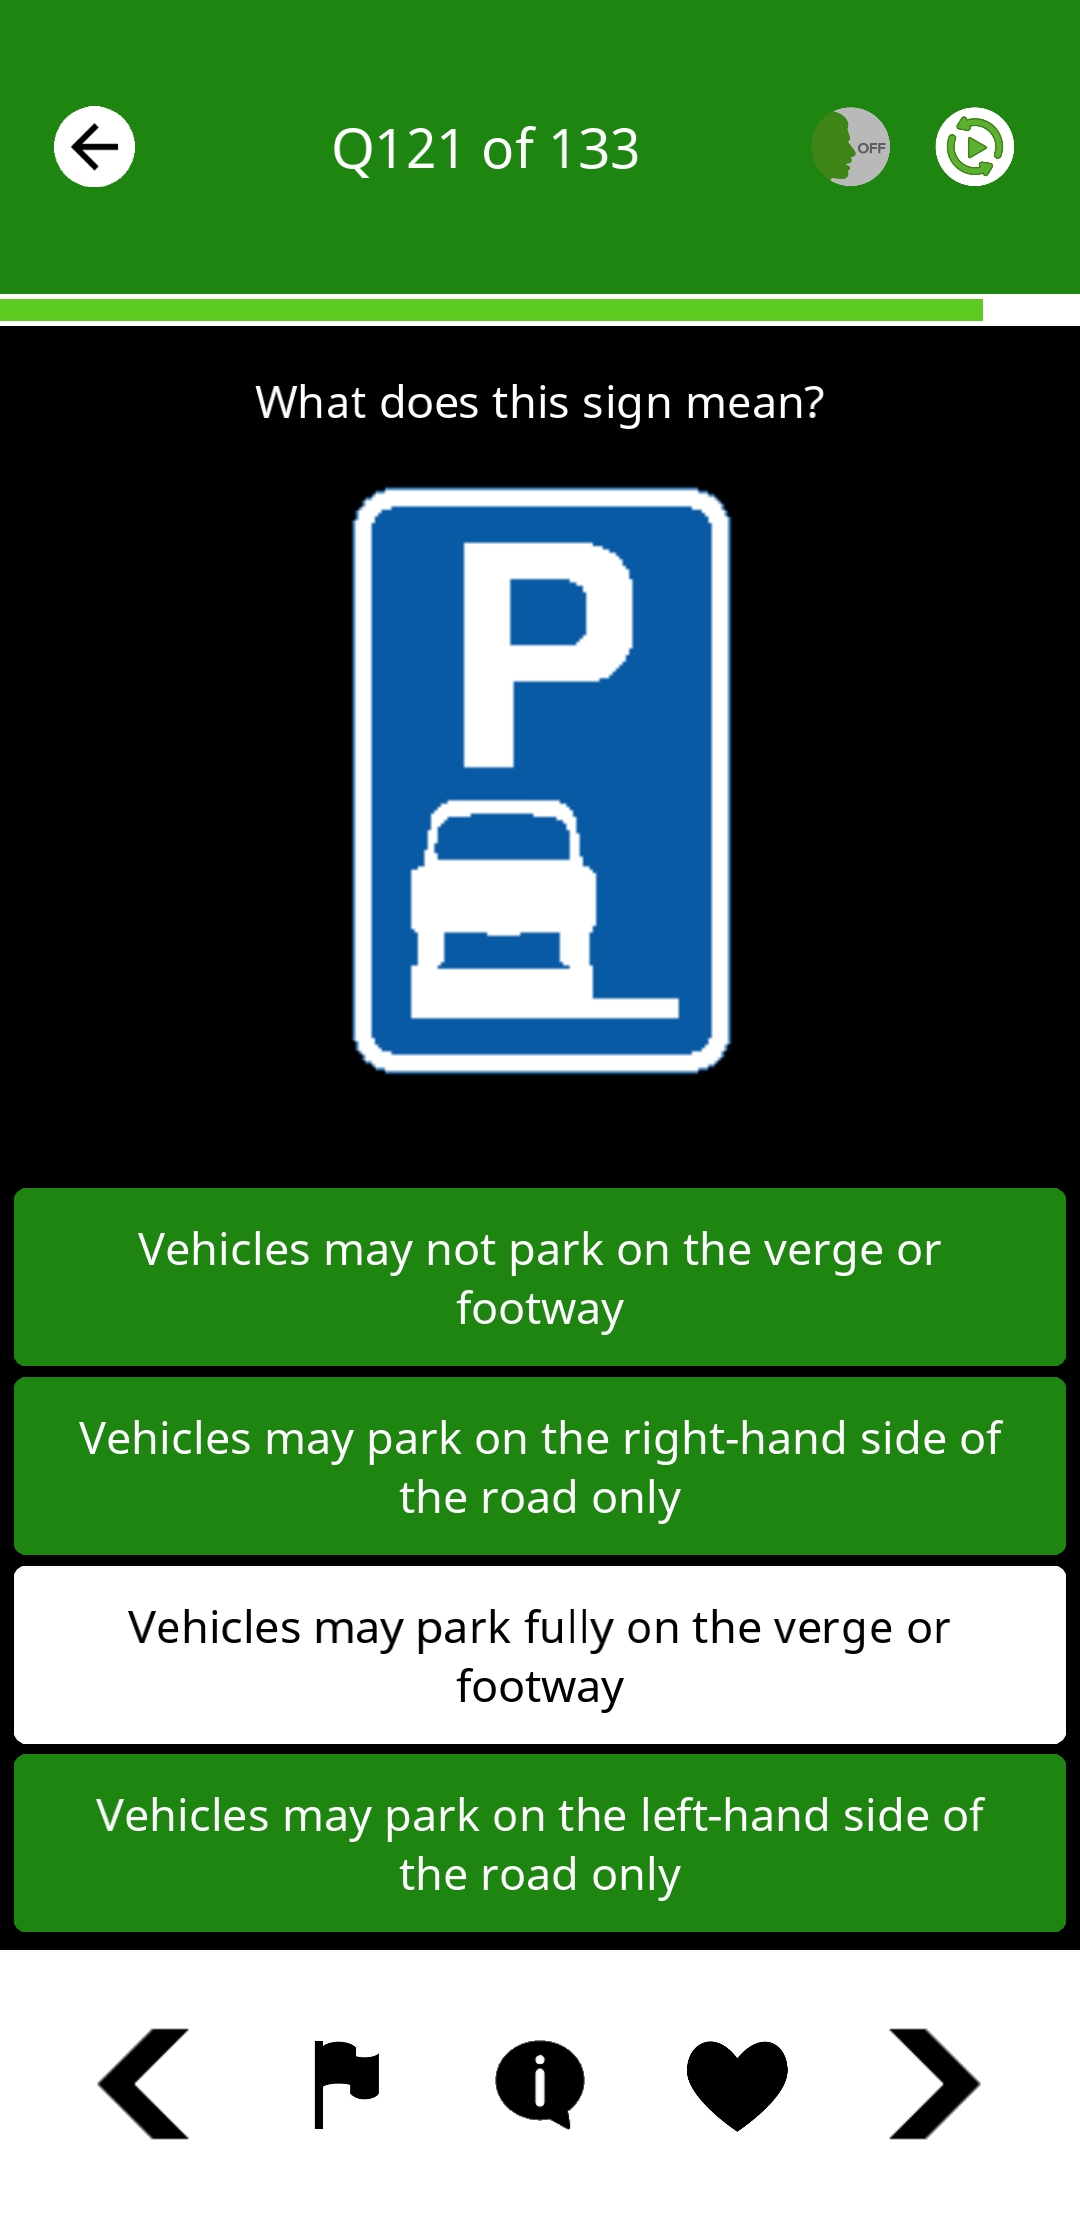 Q121 of 133
OFF
What does this sign mean?
P
Vehicles may not park on the verge or
footway
Vehicles may park on the right-hand side of
the road only
Vehicles may park fully on the verge or
footway
Vehicles may park on the left-hand side of
the road only